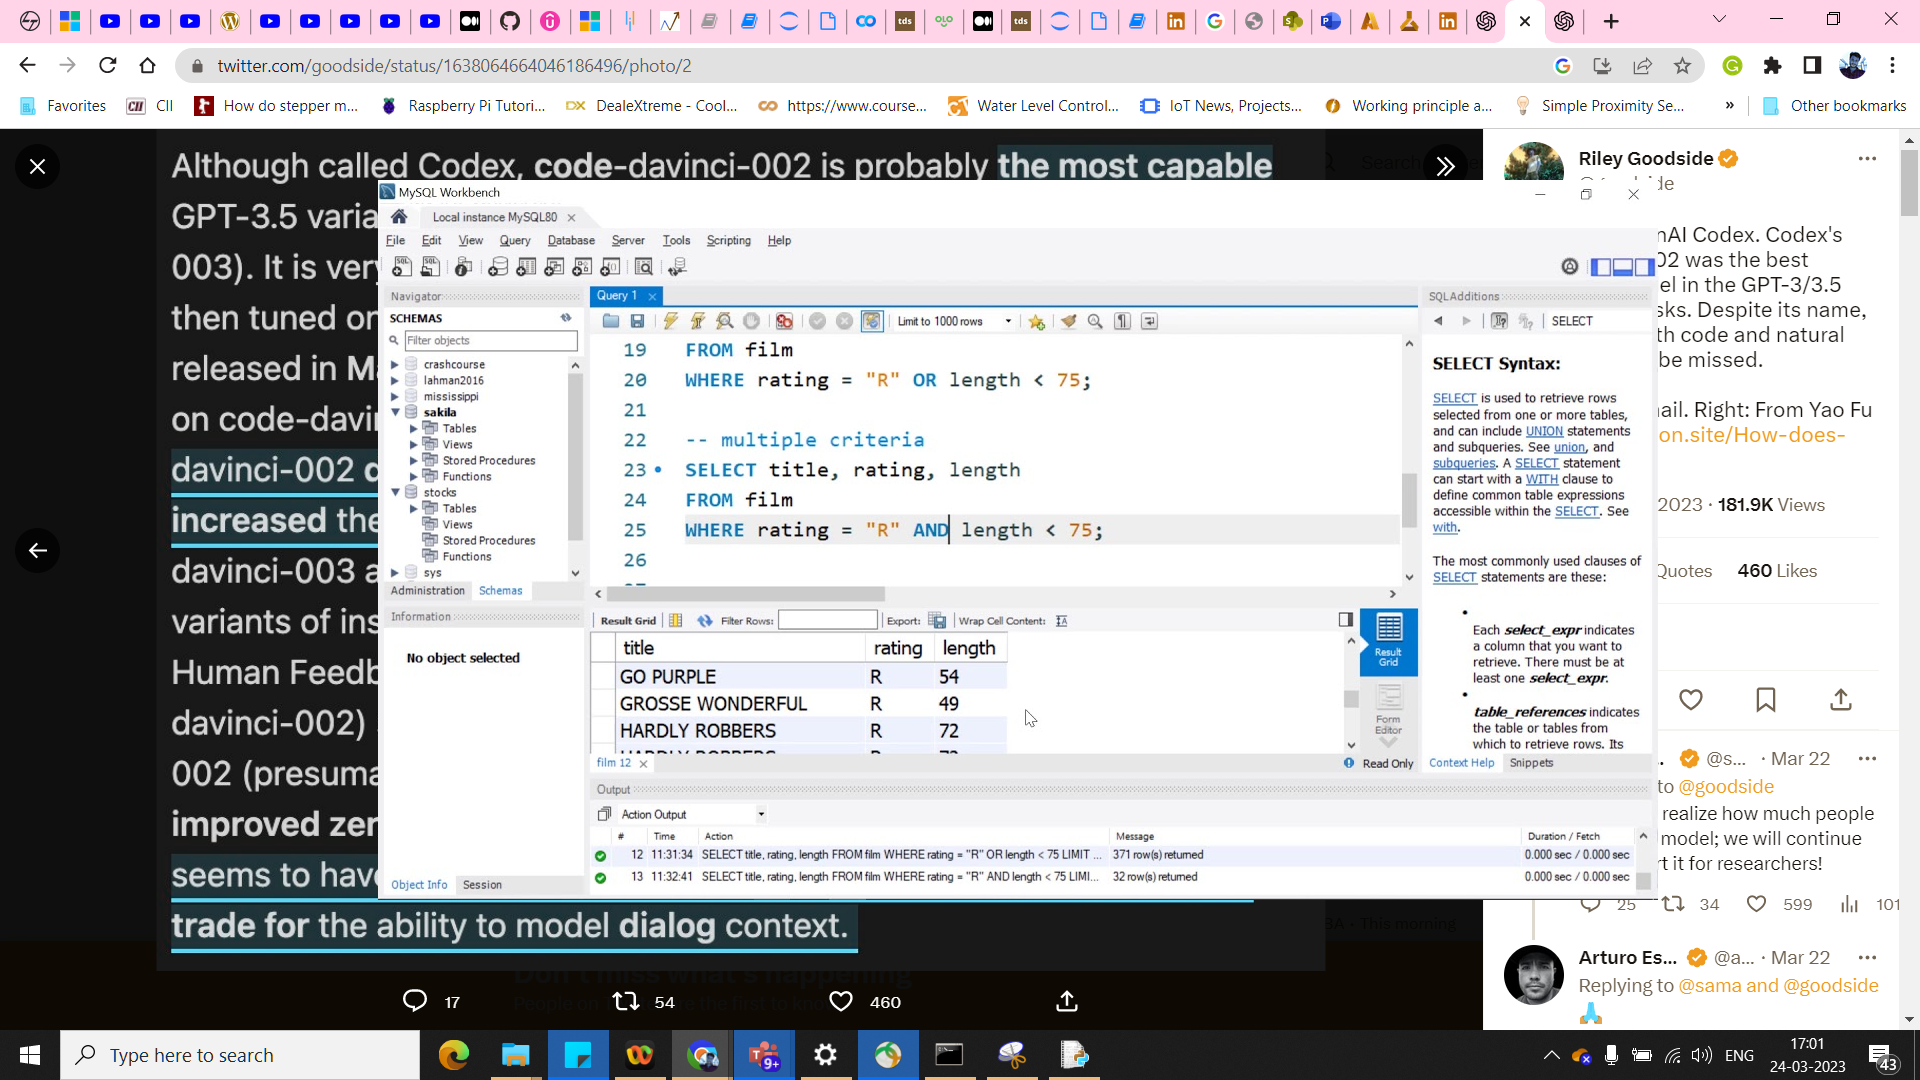 twitter.com/goodside/status/1638064664046186496/photo/2
Favorites
CII
How do stepper m...
Raspberry Pi Tutori...
DealeXtreme - Cool...
https://www.course...
Water Level Control...
IoT News, Projects...
Working principle a...
Simple Proximity Se...
»
Other bookmarks
Although called Codex, code-davinci-002 is probably the most capable
GPT-3.5 varia
003). It is very
then tuned on
released in Ma
on code-davin
davinci-002 d
increased the
davinci-003 a
variants of ins
Human Feedb
davinci-002)
002 (presuma
improved zer
seems to have
trade for the ability to model dialog context.
17
54
460
MySQL Workbench
Local instance MySQL80
File Edit View Query Database Server Tools Scripting Help
Navigator
SCHEMAS
Filter objects
crashcourse
lahman2016
mississippi
sakila
Tables
Views
Stored Procedures
Functions
stocks
Tables
Views
Stored Procedures
Functions
sys
Administration Schemas
Information
No object selected
Object Info Session
Query 1
Limit to 1000 rows
19 FROM film
20 WHERE rating = "R" OR length < 75;
21
22 -- multiple criteria
23 SELECT title, rating, length
24 FROM film
25 WHERE rating = "R" AND length < 75;
26
Result Grid Filter Rows: Export: Wrap Cell Content:
title rating length
GO PURPLE R 54
GROSSE WONDERFUL R 49
HARDLY ROBBERS R 72
Result Grid
Form Editor
film 12
Read Only
Output
Action Output
# Time Action Message Duration / Fetch
12 11:31:34 SELECT title, rating, length FROM film WHERE rating = "R" OR length < 75 LIMIT ... 371 row(s) returned 0.000 sec / 0.000 sec
13 11:32:41 SELECT title, rating, length FROM film WHERE rating = "R" AND length < 75 LIMI... 32 row(s) returned 0.000 sec / 0.000 sec
SQLAdditions
SELECT
SELECT Syntax:
SELECT is used to retrieve rows
selected from one or more tables,
and can include UNION statements
and subqueries. See union, and
subqueries. A SELECT statement
can start with a WITH clause to
define common table expressions
accessible within the SELECT. See
with.
The most commonly used clauses of
SELECT statements are these:
Each select_expr indicates
a column that you want to
retrieve. There must be at
least one select_expr.
table_references indicates
the table or tables from
which to retrieve rows. Its
Context Help Snippets
Riley Goodside
de
nAI Codex. Codex's
02 was the best
el in the GPT-3/3.5
sks. Despite its name,
th code and natural
be missed.
ail. Right: From Yao Fu
on.site/How-does-
2023 · 181.9K Views
Quotes 460 Likes
@s... · Mar 22
to @goodside
realize how much people
model; we will continue
rt it for researchers!
25 34 599 101
Arturo Es... @a... · Mar 22
Replying to @sama and @goodside
Don't miss what's happening
This morning
Type here to search
9+
ENG
17:01
24-03-2023
43